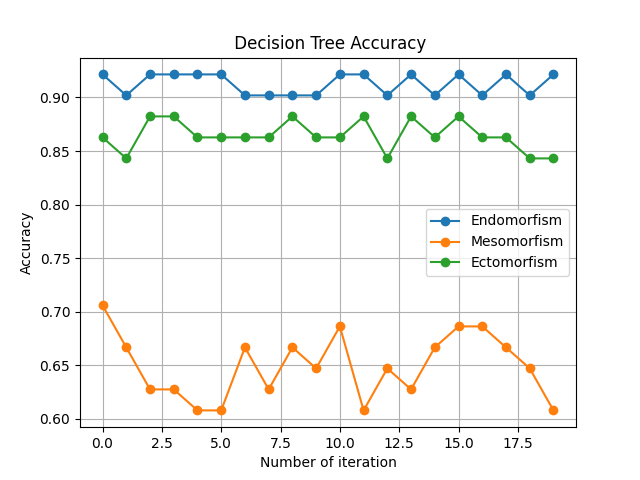 Decision Tree Accuracy
Accuracy
0.90
0.85
0.80
0.75
0.70
0.65
0.60
Endomorfism
Mesomorfism
Ectomorfism
0.0 2.5 5.0 7.5 10.0 12.5 15.0 17.5
Number of iteration